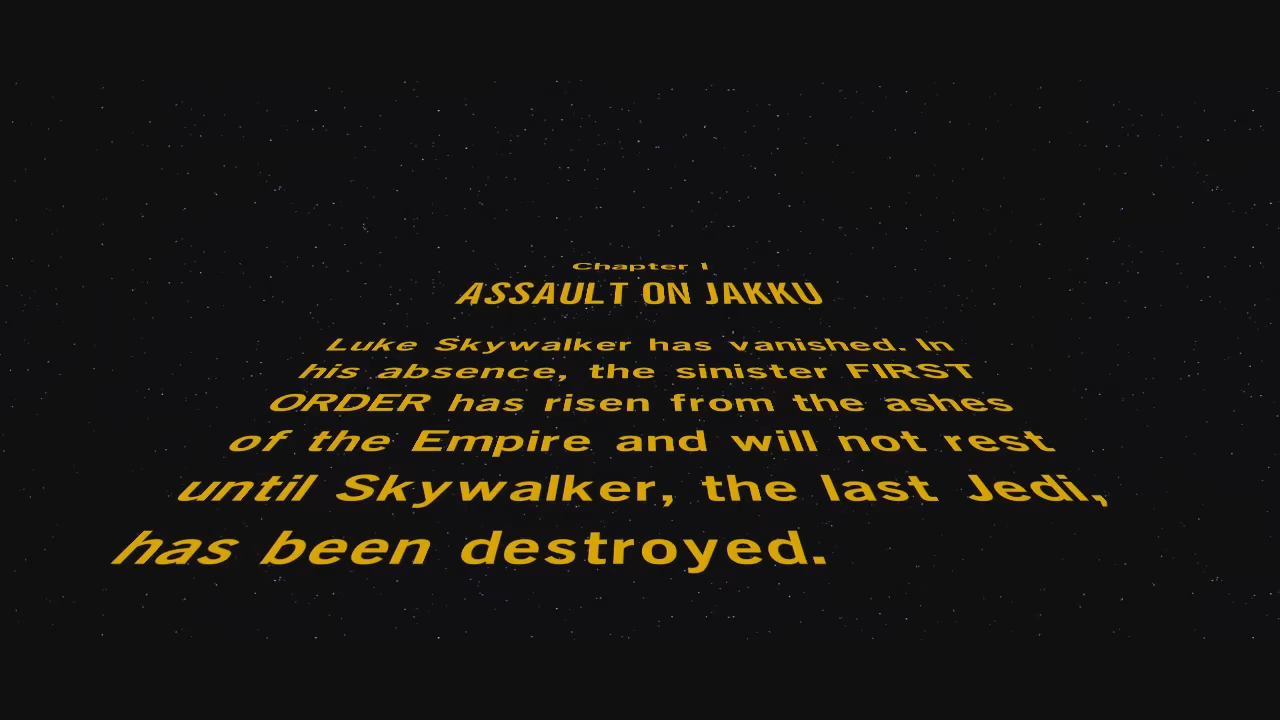 Chapter I
ASSAULT ON JAKKU
Luke Skywalker has vanished. In
his absence, the sinister FIRST
ORDER has risen from the ashes
of the Empire and will not rest
until Skywalker, the last Jedi,
has been destroyed.